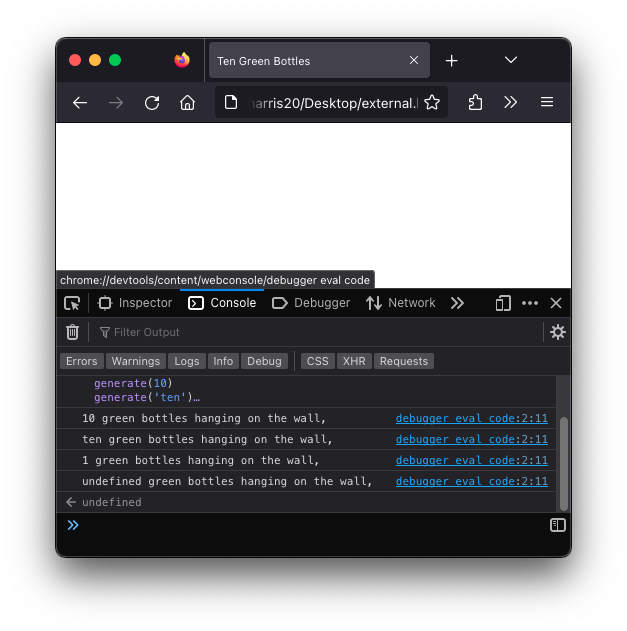 Ten Green Bottles
arris20/Desktop/external.
chrome://devtools/content/webconsole/debugger eval code
Inspector Console Debugger Network
Filter Output
Errors Warnings Logs Info Debug CSS XHR Requests
generate(10)
generate('ten')…
10 green bottles hanging on the wall, debugger eval code:2:11
ten green bottles hanging on the wall, debugger eval code:2:11
1 green bottles hanging on the wall, debugger eval code:2:11
undefined green bottles hanging on the wall, debugger eval code:2:11
undefined